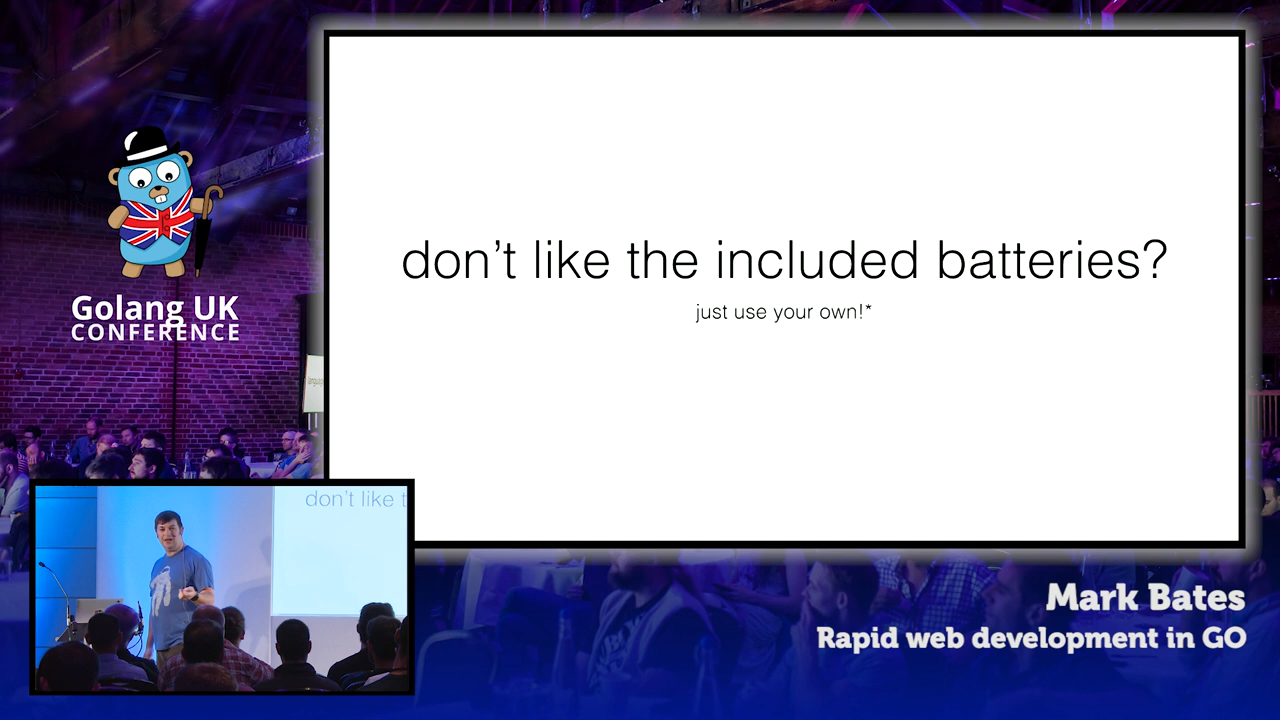 don’t like the included batteries?
just use your own!*
Golang UK
CONFERENCE
don’t like t
Mark Bates
Rapid web development in GO